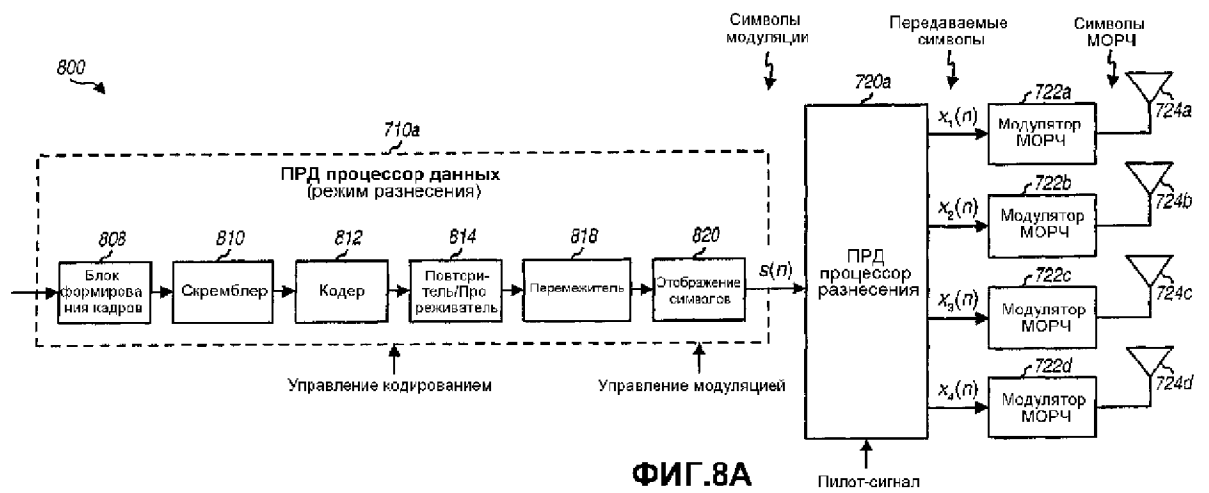 Символы
модуляции
Передаваемые
символы
Символы
МОРЧ
800
710a
ПРД процессор данных
(режим разнесения)
808
Блок
формирова
ния кадров
810
Скремблер
812
Кодер
814
Повтори-
тель/Про
реживатель
818
Перемежитель
820
Отображение
символов
s(n)
Управление кодированием
Управление модуляцией
720a
ПРД
процессор
разнесения
Пилот-сигнал
x₁(n)
722a
Модулятор
МОРЧ
724a
x₂(n)
722b
Модулятор
МОРЧ
724b
x₃(n)
722c
Модулятор
МОРЧ
724c
x₄(n)
722d
Модулятор
МОРЧ
724d
ФИГ.8А